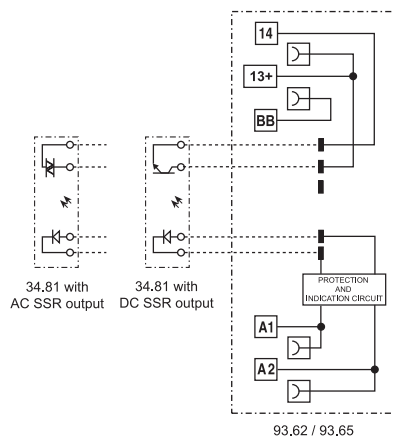 14
13+
BB
PROTECTION
AND
INDICATION CIRCUIT
34.81 with
AC SSR output
34.81 with
DC SSR output
A1
A2
93.62 / 93.65